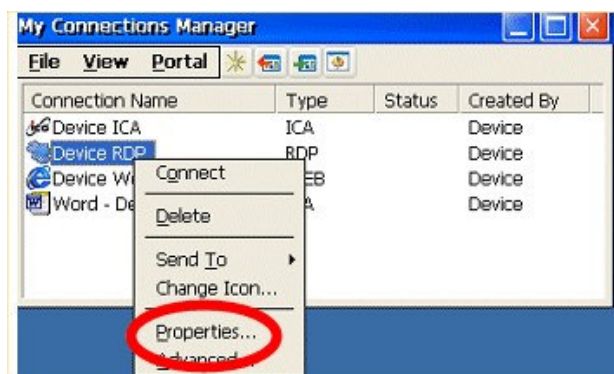 My Connections Manager
File View Portal
Connection Name Type Status Created By
Device ICA ICA Device
Device RDP RDP Device
Device Device
Word - Device
Connect
Delete
Send To
Change Icon...
Properties...
Advanced...